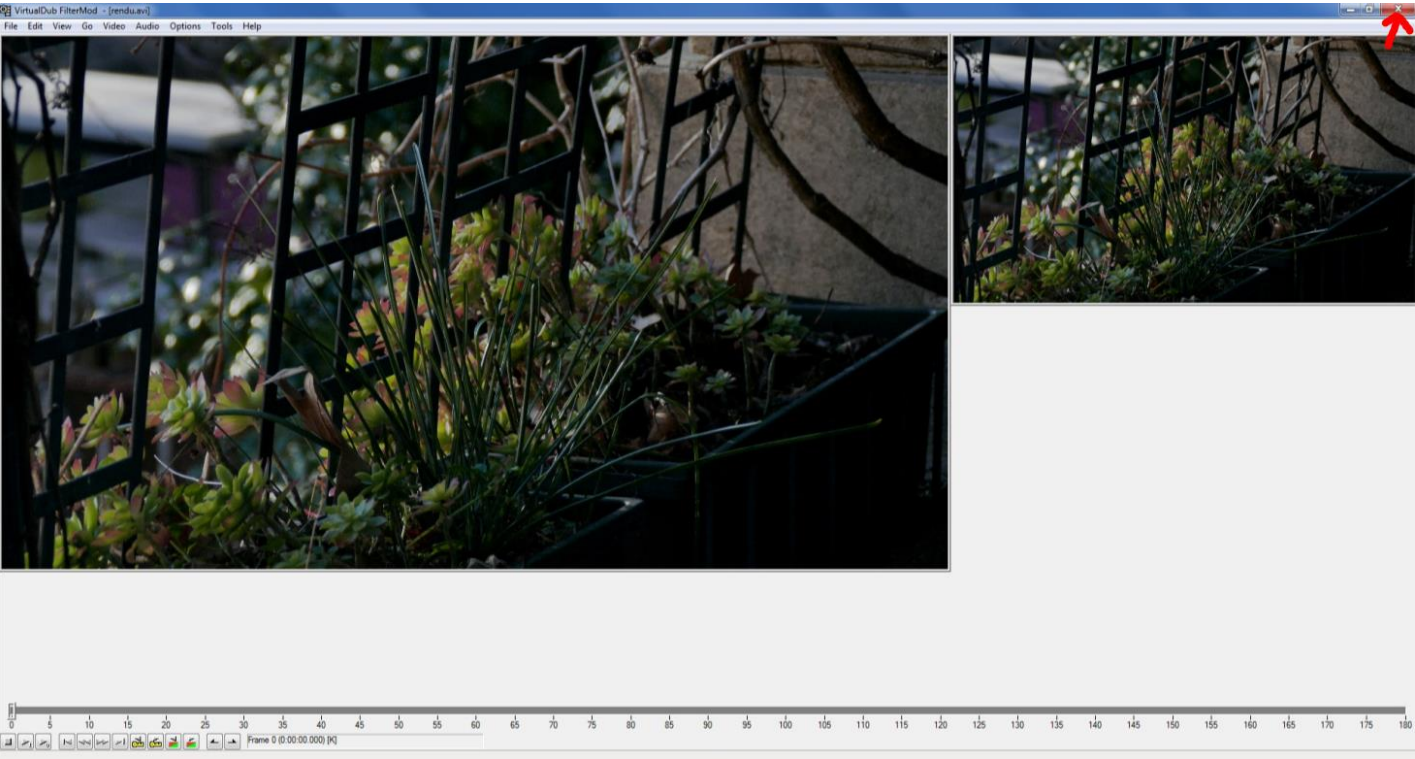 VirtualDub FilterMod - [rendu.avi]
File Edit View Go Video Audio Options Tools Help
0 5 10 15 20 25 30 35 40 45 50 55 60 65 70 75 80 85 90 95 100 105 110 115 120 125 130 135 140 145 150 155 160 165 170 175 180
Frame 0 (0:00:00.000) [K]